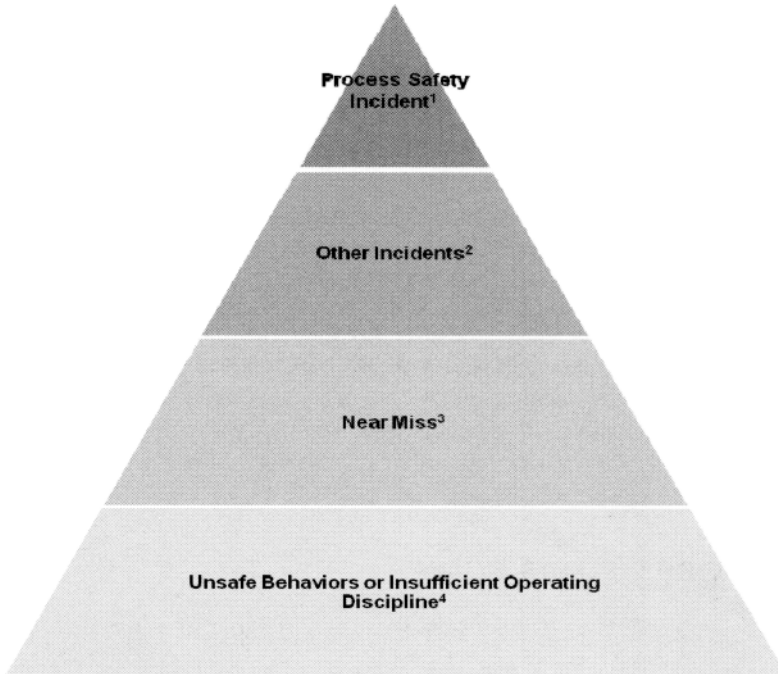 Process Safety
Incident¹
Other Incidents²
Near Miss³
Unsafe Behaviors or Insufficient Operating
Discipline⁴